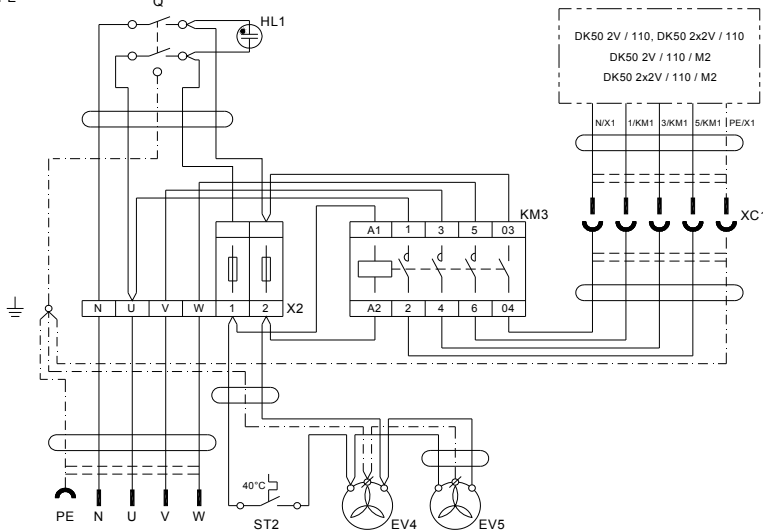 Q
HL1
DK50 2V / 110, DK50 2x2V / 110
DK50 2V / 110 / M2
DK50 2x2V / 110 / M2
N/X1 1/KM1 3/KM1 5/KM1 PE/X1
KM3
XC1
A1 1 3 5 03
N U V W 1 2 X2
A2 2 4 6 04
40°C
PE N U V W
ST2
EV4
EV5